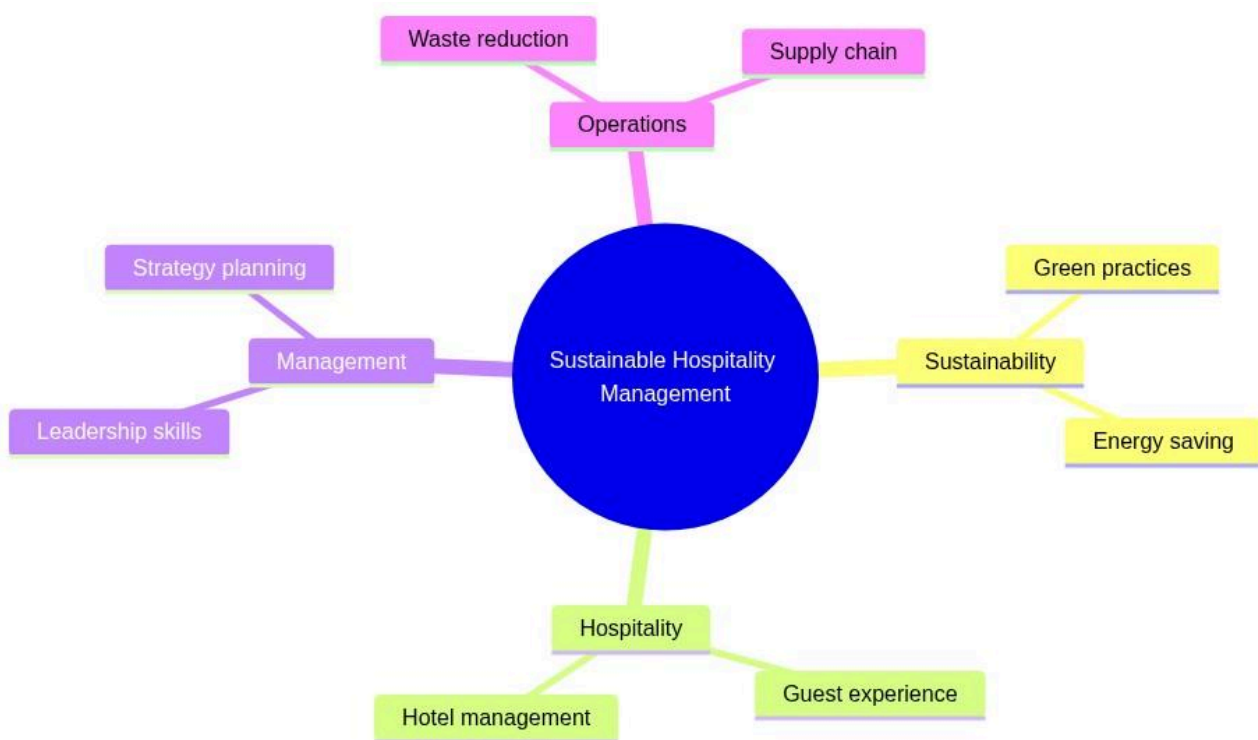 Waste reduction
Supply chain
Operations
Strategy planning
Green practices
Management
Sustainable Hospitality
Management
Sustainability
Leadership skills
Energy saving
Hospitality
Guest experience
Hotel management